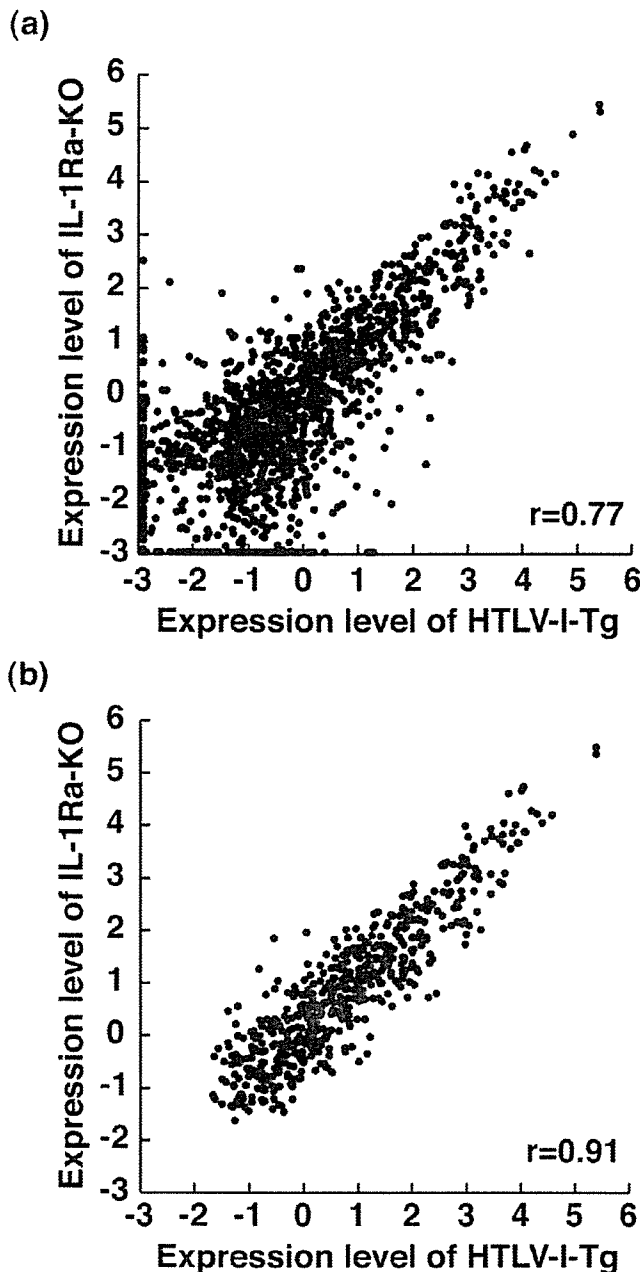 (a)
6
5
4
3
2
1
0
-1
-2
-3
Expression level of IL-1Ra-KO
r=0.77
-3 -2 -1 0 1 2 3 4 5 6
Expression level of HTLV-I-Tg
(b)
6
5
4
3
2
1
0
-1
-2
-3
Expression level of IL-1Ra-KO
r=0.91
-3 -2 -1 0 1 2 3 4 5 6
Expression level of HTLV-I-Tg